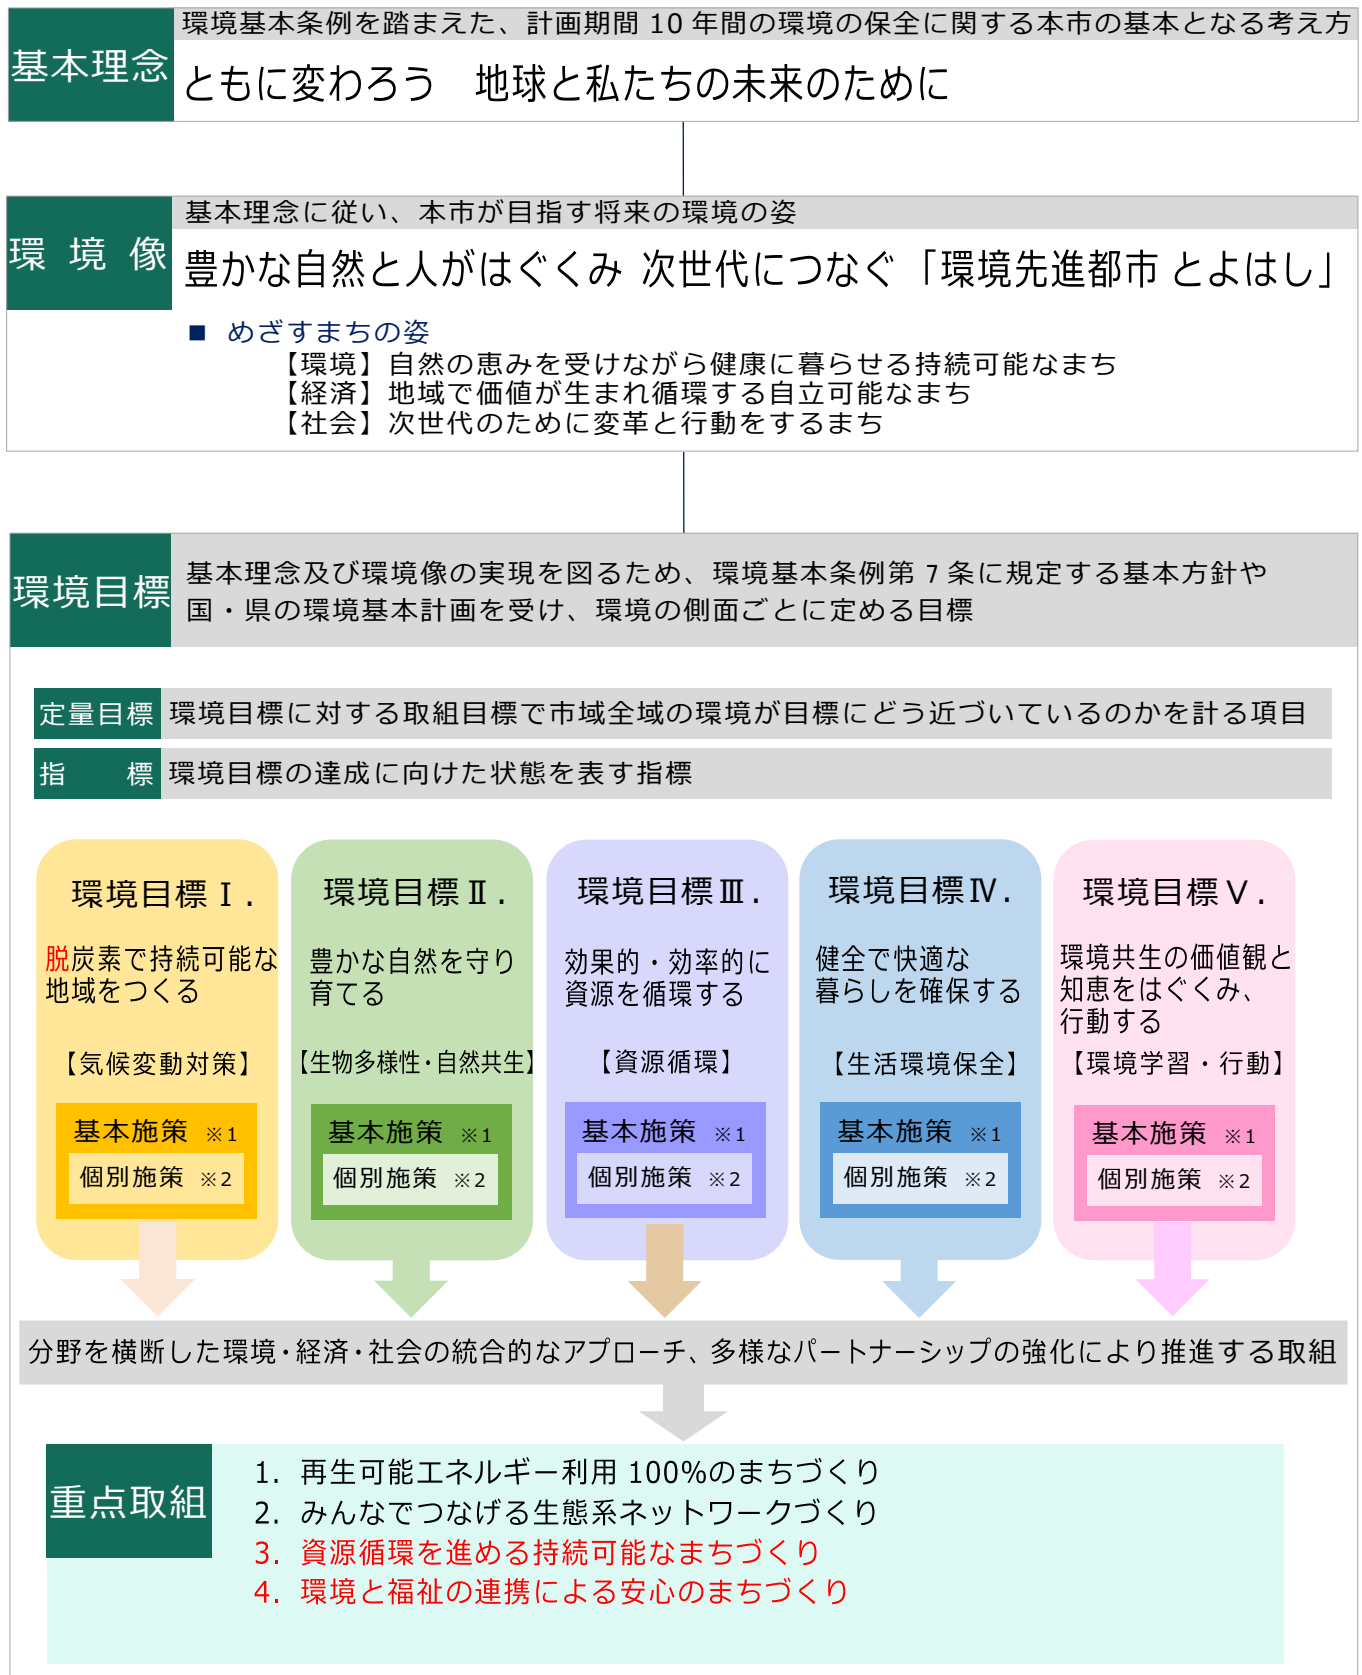 基本理念
環境基本条例を踏まえた、計画期間 10 年間の環境の保全に関する本市の基本となる考え方
ともに変わろう　地球と私たちの未来のために
環 境 像
基本理念に従い、本市が目指す将来の環境の姿
豊かな自然と人がはぐくみ 次世代につなぐ「環境先進都市 とよはし」
■ めざすまちの姿
【環境】自然の恵みを受けながら健康に暮らせる持続可能なまち
【経済】地域で価値が生まれ循環する自立可能なまち
【社会】次世代のために変革と行動をするまち
環境目標
基本理念及び環境像の実現を図るため、環境基本条例第 7 条に規定する基本方針や
国・県の環境基本計画を受け、環境の側面ごとに定める目標
定量目標
環境目標に対する取組目標で市域全域の環境が目標にどう近づいているのかを計る項目
指　　標
環境目標の達成に向けた状態を表す指標
環境目標Ⅰ.
脱炭素で持続可能な
地域をつくる
【気候変動対策】
基本施策 ※1
個別施策 ※2
環境目標Ⅱ.
豊かな自然を守り
育てる
【生物多様性・自然共生】
基本施策 ※1
個別施策 ※2
環境目標Ⅲ.
効果的・効率的に
資源を循環する
【資源循環】
基本施策 ※1
個別施策 ※2
環境目標Ⅳ.
健全で快適な
暮らしを確保する
【生活環境保全】
基本施策 ※1
個別施策 ※2
環境目標Ⅴ.
環境共生の価値観と
知恵をはぐくみ、
行動する
【環境学習・行動】
基本施策 ※1
個別施策 ※2
分野を横断した環境・経済・社会の統合的なアプローチ、多様なパートナーシップの強化により推進する取組
重点取組
1. 再生可能エネルギー利用 100%のまちづくり
2. みんなでつなげる生態系ネットワークづくり
3. 資源循環を進める持続可能なまちづくり
4. 環境と福祉の連携による安心のまちづくり